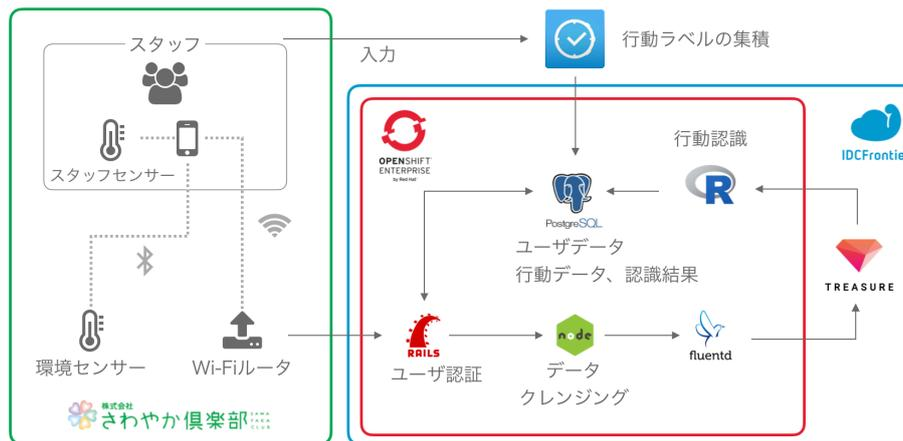 スタッフ
スタッフセンサー
環境センサー
Wi-Fiルータ
株式会社
さわやか倶楽部
入力
行動ラベルの集積
OPENSHIFT
ENTERPRISE
by Red Hat
行動認識
R
PostgreSQL
ユーザデータ
行動データ、認識結果
RAILS
ユーザ認証
node
データ
クレンジング
fluentd
IDCFrontie
TREASURE